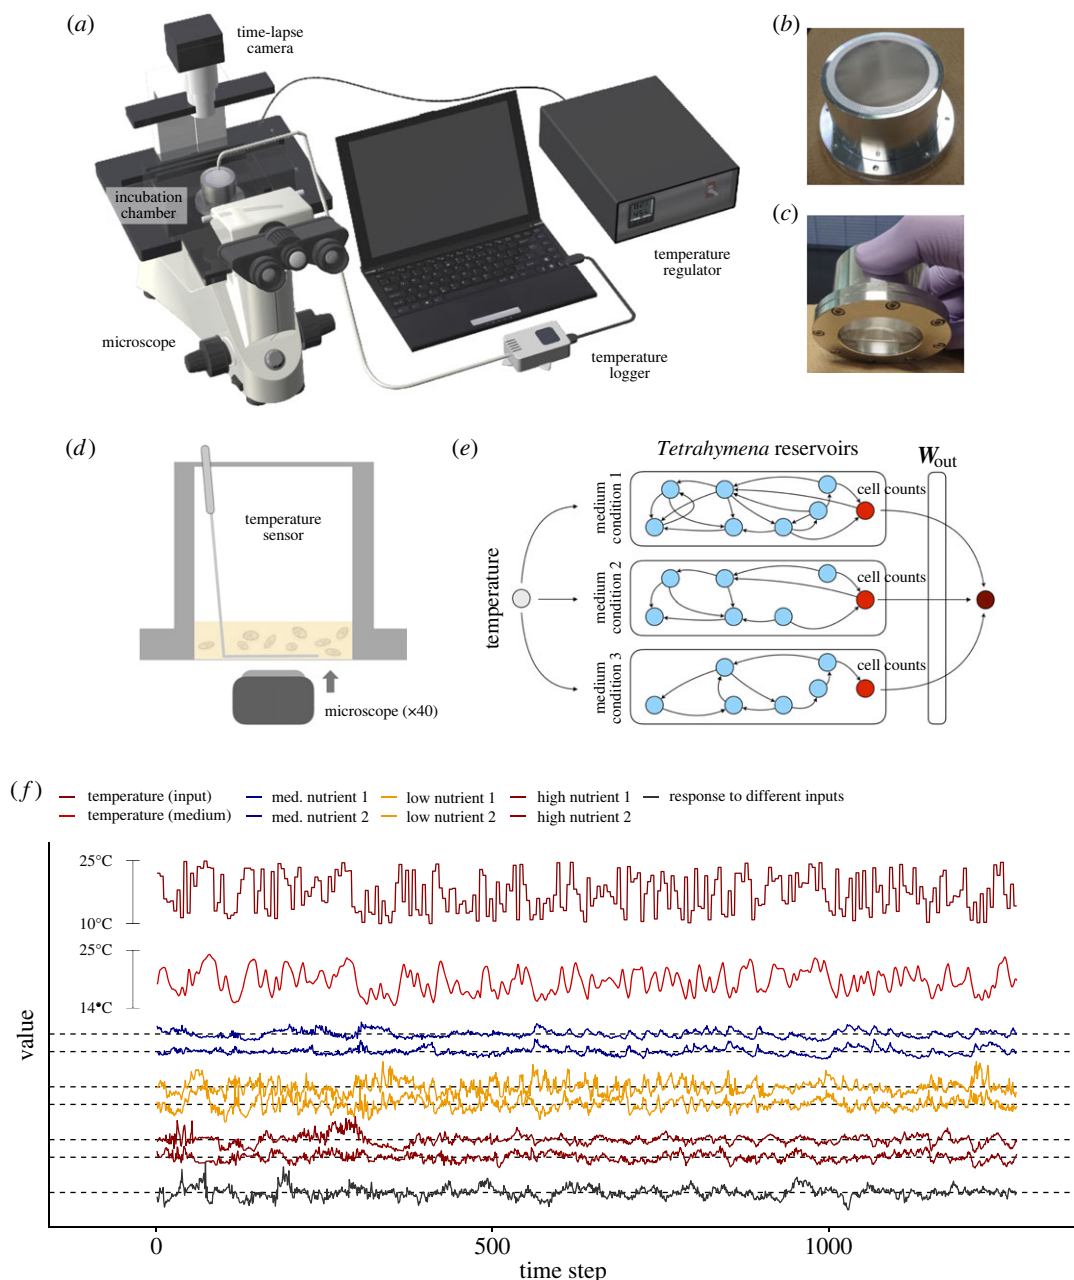 (a)
time-lapse
camera
incubation
chamber
microscope
temperature
regulator
temperature
logger
(b)
(c)
(d)
temperature
sensor
microscope (×40)
(e)
Tetrahymena reservoirs
Wout
temperature
medium
condition 1
cell counts
medium
condition 2
cell counts
medium
condition 3
cell counts
(f)
temperature (input)
med. nutrient 1
low nutrient 1
high nutrient 1
response to different inputs
temperature (medium)
med. nutrient 2
low nutrient 2
high nutrient 2
25°C
10°C
25°C
14°C
value
0
500
1000
time step